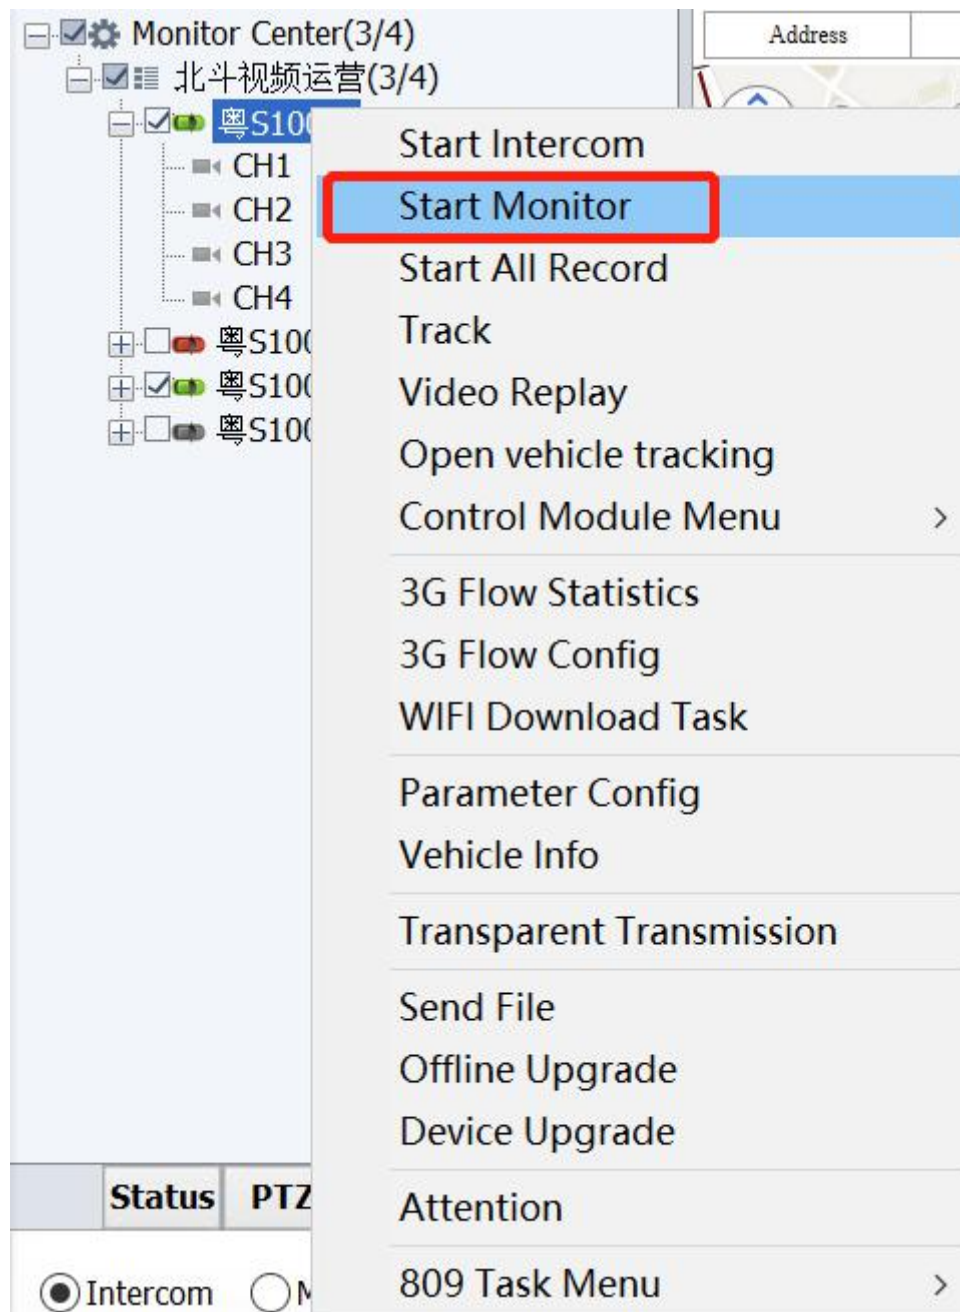 Monitor Center(3/4)
北斗视频运营(3/4)
粤S100
CH1
CH2
CH3
CH4
粤S100
粤S100
粤S100
Address
Start Intercom
Start Monitor
Start All Record
Track
Video Replay
Open vehicle tracking
Control Module Menu
3G Flow Statistics
3G Flow Config
WIFI Download Task
Parameter Config
Vehicle Info
Transparent Transmission
Send File
Offline Upgrade
Device Upgrade
Attention
809 Task Menu
Status PTZ
Intercom